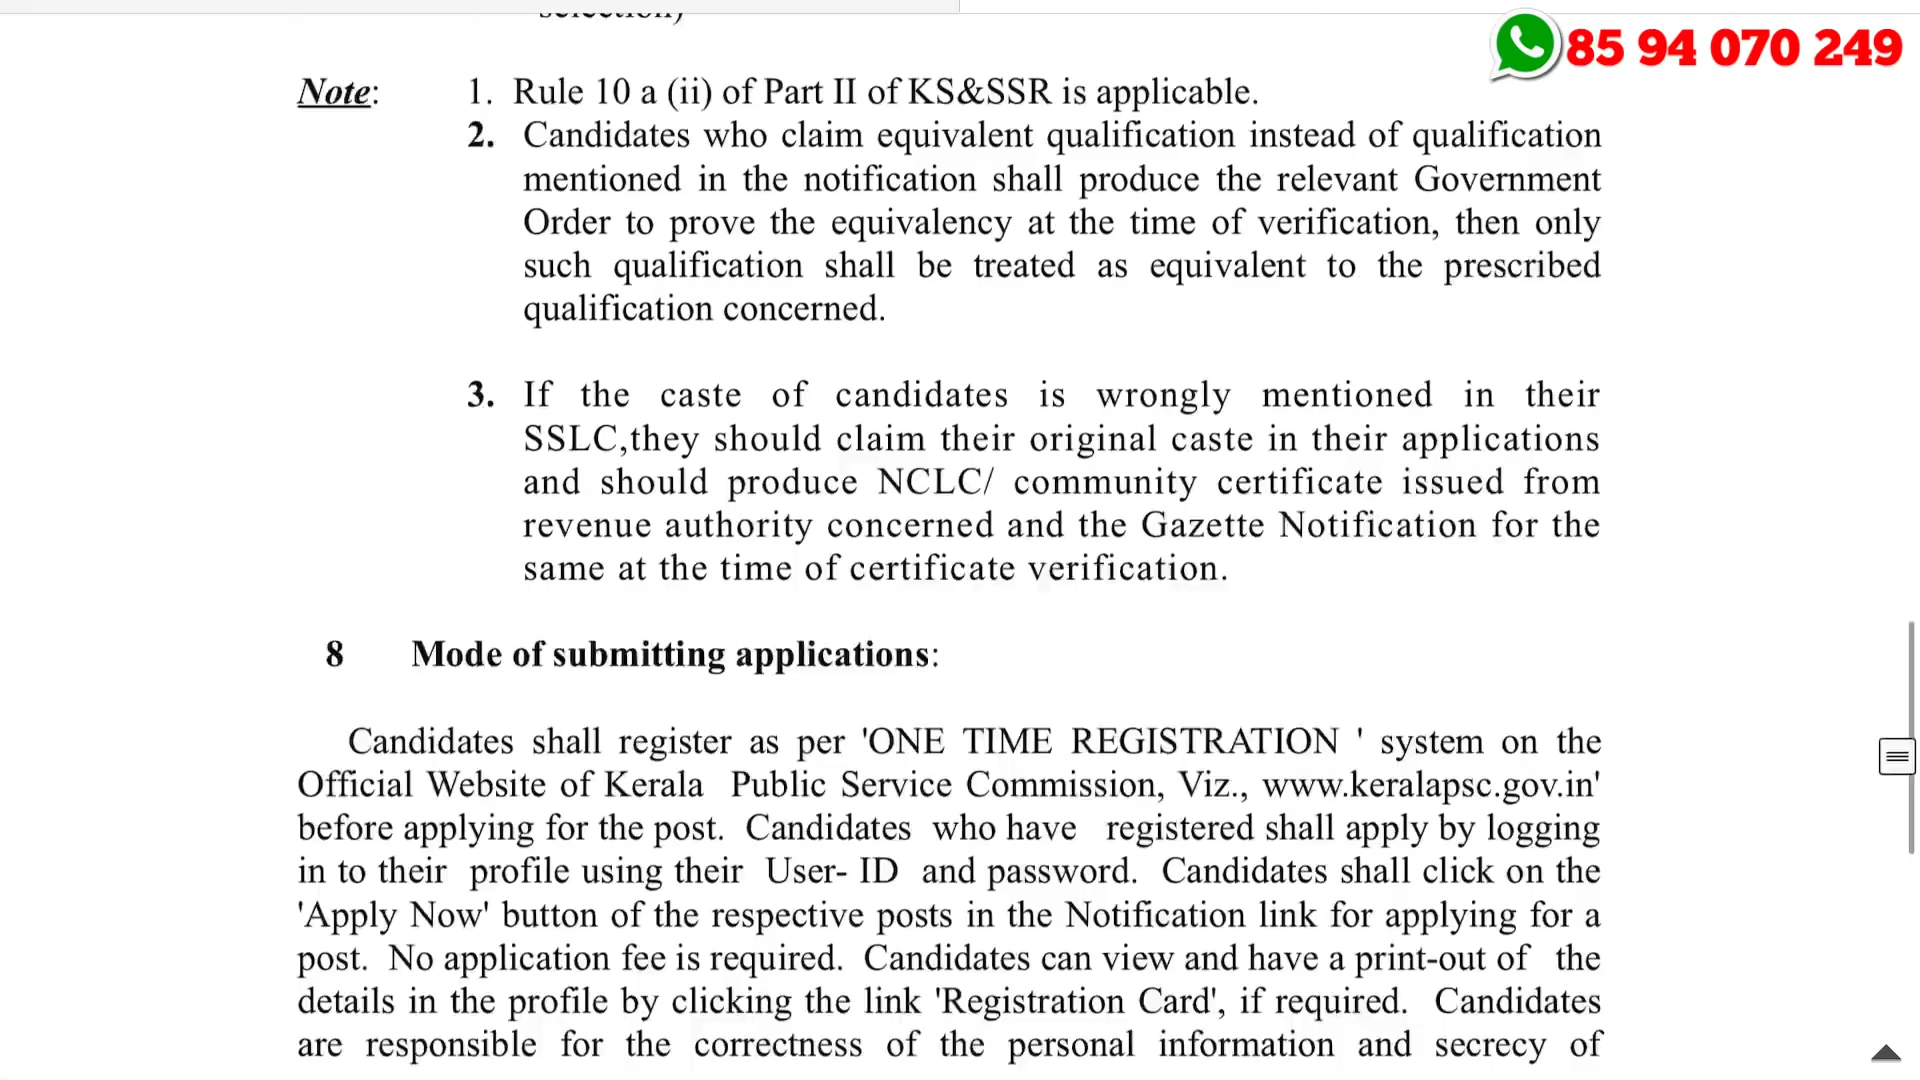 85 94 070 249
Note: 1. Rule 10 a (ii) of Part II of KS&SSR is applicable.
2. Candidates who claim equivalent qualification instead of qualification
mentioned in the notification shall produce the relevant Government
Order to prove the equivalency at the time of verification, then only
such qualification shall be treated as equivalent to the prescribed
qualification concerned.
3. If the caste of candidates is wrongly mentioned in their
SSLC,they should claim their original caste in their applications
and should produce NCLC/ community certificate issued from
revenue authority concerned and the Gazette Notification for the
same at the time of certificate verification.
8 Mode of submitting applications:
Candidates shall register as per 'ONE TIME REGISTRATION ' system on the
Official Website of Kerala Public Service Commission, Viz., www.keralapsc.gov.in'
before applying for the post. Candidates who have registered shall apply by logging
in to their profile using their User- ID and password. Candidates shall click on the
'Apply Now' button of the respective posts in the Notification link for applying for a
post. No application fee is required. Candidates can view and have a print-out of the
details in the profile by clicking the link 'Registration Card', if required. Candidates
are responsible for the correctness of the personal information and secrecy of